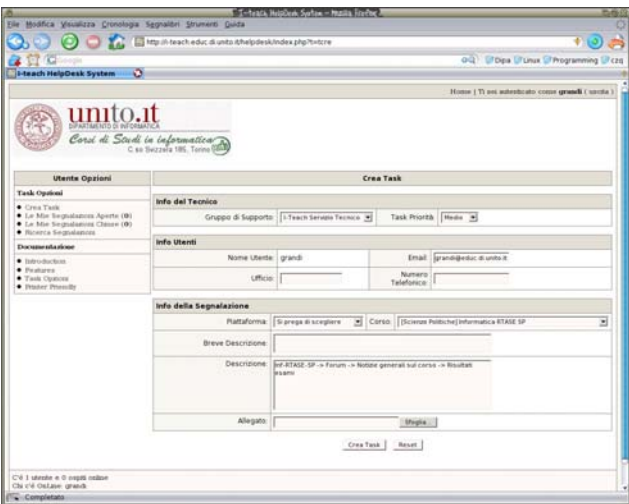 I-teach HelpDesk System - Mozilla Firefox
File Modifica Visualizza Cronologia Segnalibri Strumenti Guida
http://i-teach.educ.di.unito.it/helpdesk/index.php?t=tcre
Google
Dipa Linux Programming
I-teach HelpDesk System
Home | Ti sei autenticato come grandi
unito.it
DIPARTIMENTO DI INFORMATICA
Corsi di Studi in informatica
C.so Svizzera 185, Torino
Utente Opzioni
Task Opzioni
Crea Task
Le Mie Segnalazioni Aperte (0)
Le Mie Segnalazioni Chiuse (0)
Ricerca Segnalazioni
Documentazione
Introduction
Features
Task Options
Printer Friendly
Crea Task
Info del Tecnico
Gruppo di Supporto: I-Teach Servizio Tecnico Task Priorità: Medio
Info Utenti
Nome Utente: grandi Email: grandi@educ.di.unito.it
Ufficio: Numero Telefonico:
Info della Segnalazione
Piattaforma: Si prega di scegliere Corso: [Scienze Politiche] Informatica RTASE SP
Breve Descrizione:
Descrizione: Inf-RTASE-SP -> Forum -> Notizie generali sul corso -> Risultati
esami
Allegato: Sfoglia...
Crea Task Reset
C'è 1 utente e 0 ospiti online
Chi c'è OnLine: grandi
Completato